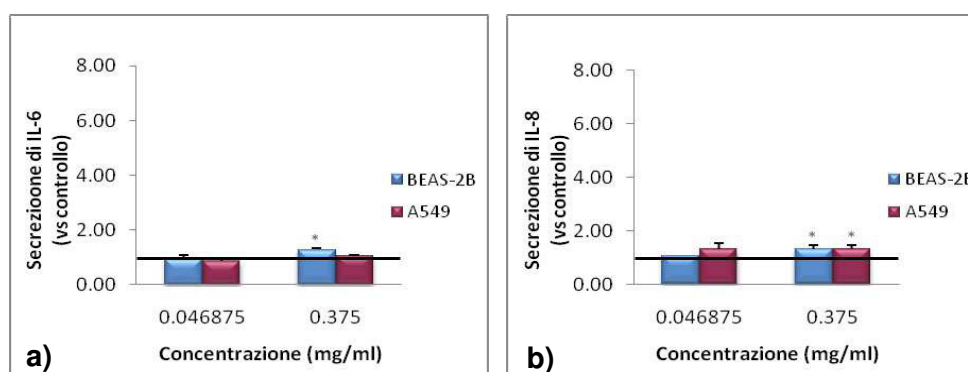 Secrezioone di IL-6
(vs controllo)
8.00
6.00
4.00
2.00
0.00
*
0.046875
0.375
Concentrazione (mg/ml)
BEAS-2B
A549
a)
Secrezioone di IL-8
(vs controllo)
8.00
6.00
4.00
2.00
0.00
* *
0.046875
0.375
Concentrazione (mg/ml)
BEAS-2B
A549
b)